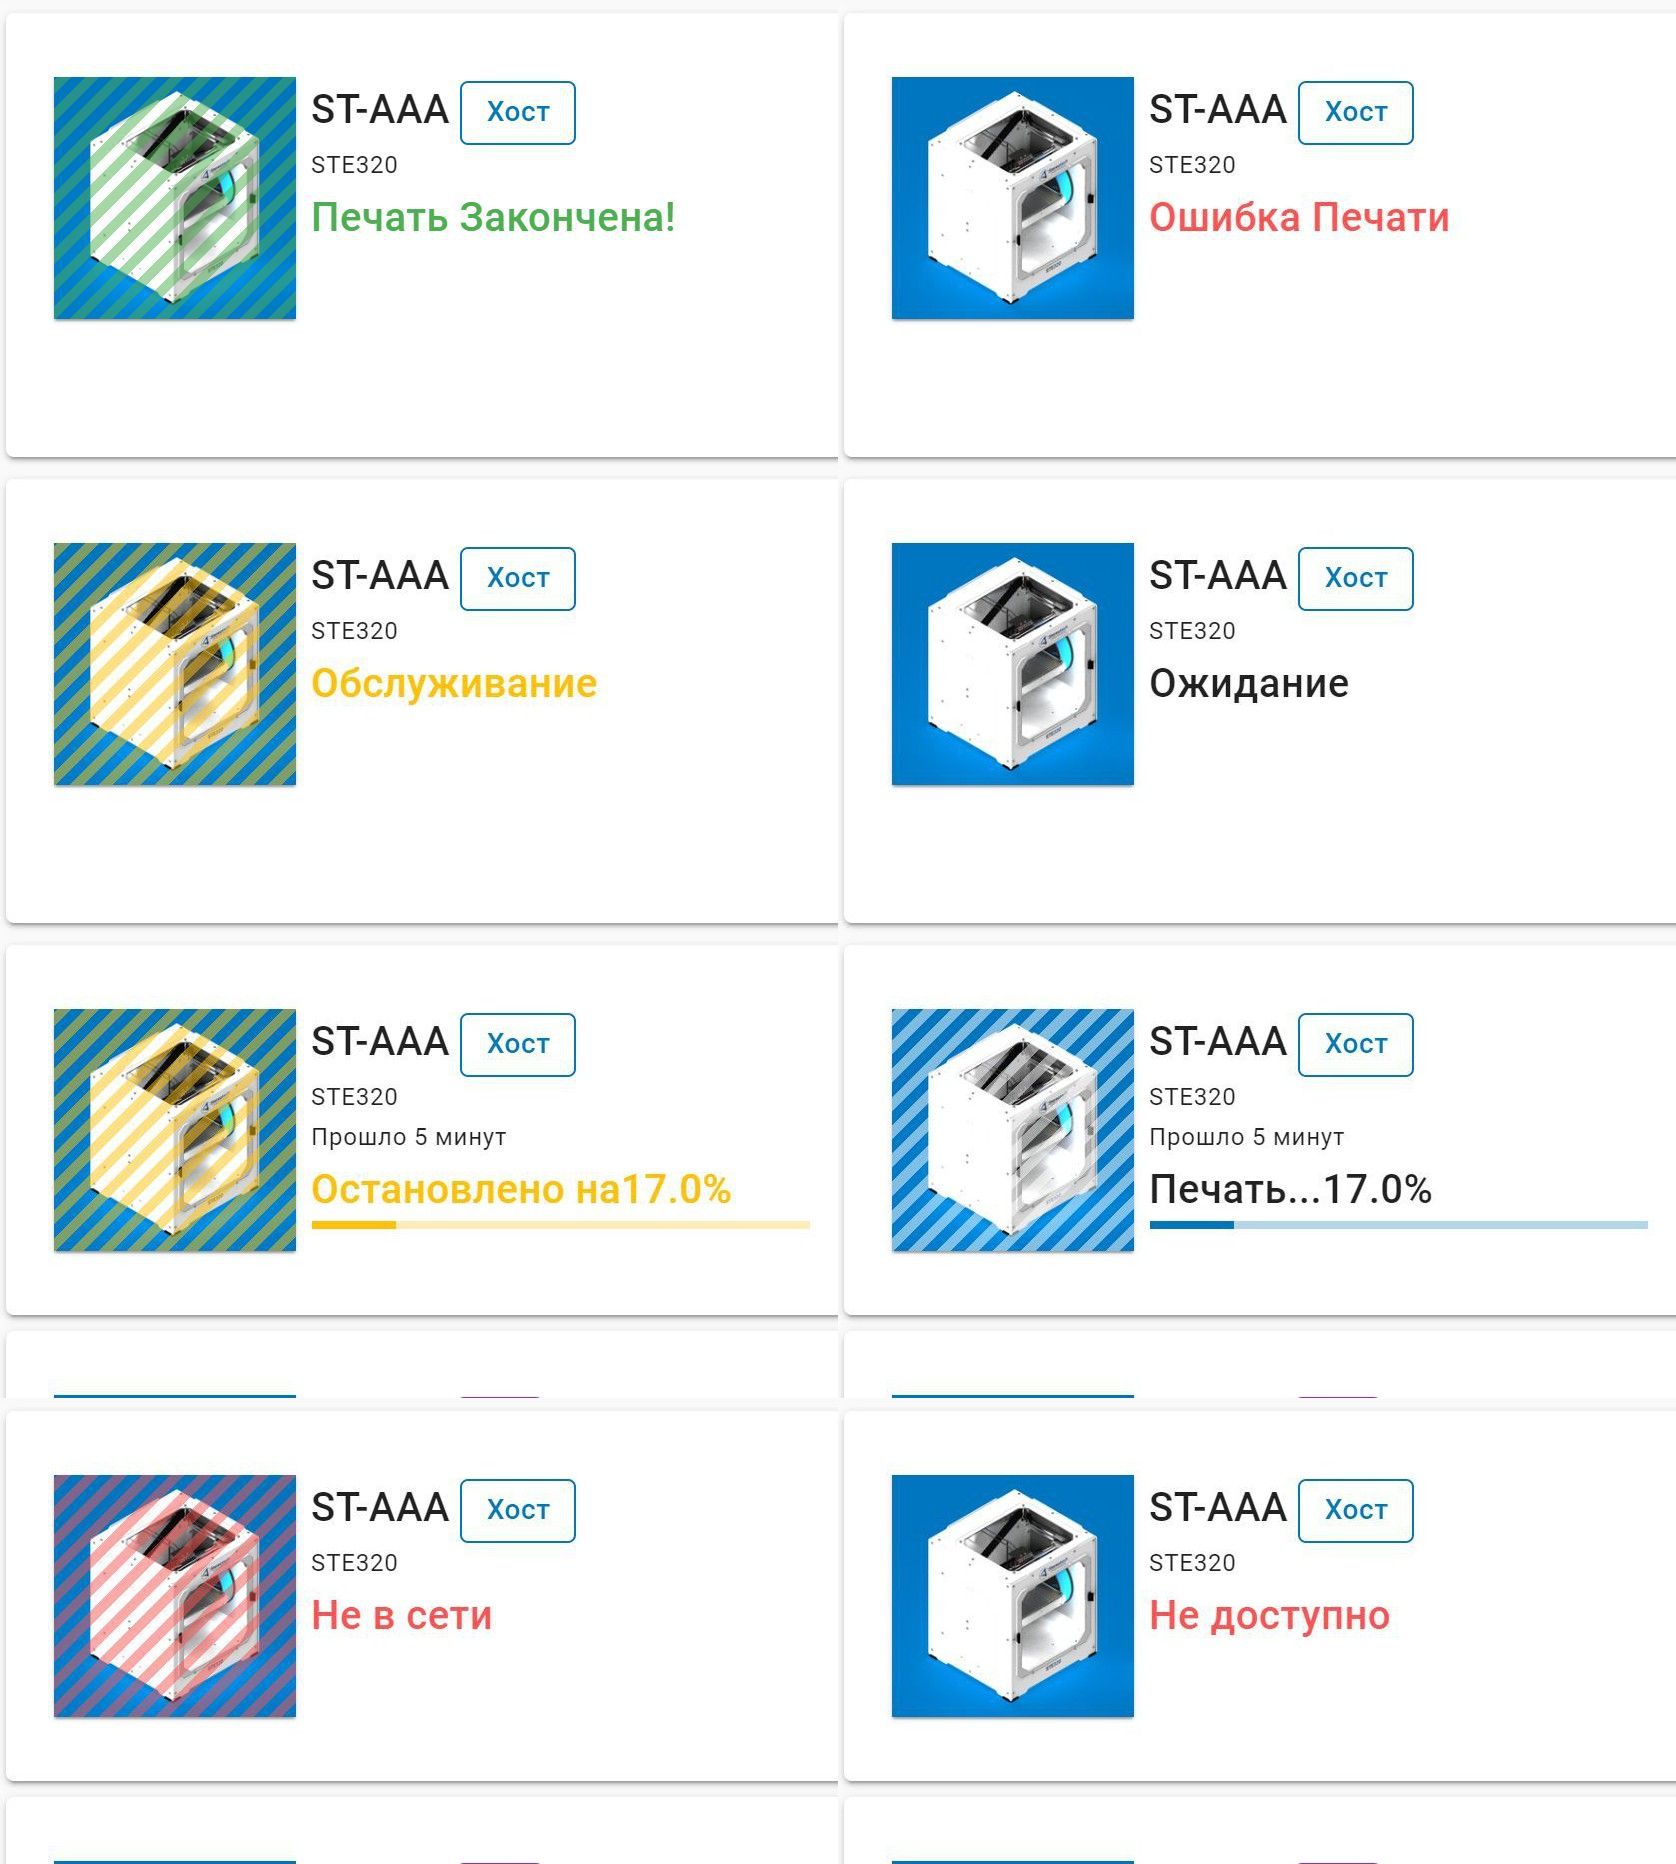 ST-AAA Хост
STE320
Печать Закончена!
ST-AAA Хост
STE320
Ошибка Печати
ST-AAA Хост
STE320
Обслуживание
ST-AAA Хост
STE320
Ожидание
ST-AAA Хост
STE320
Прошло 5 минут
Остановлено на17.0%
ST-AAA Хост
STE320
Прошло 5 минут
Печать...17.0%
ST-AAA Хост
STE320
Не в сети
ST-AAA Хост
STE320
Не доступно